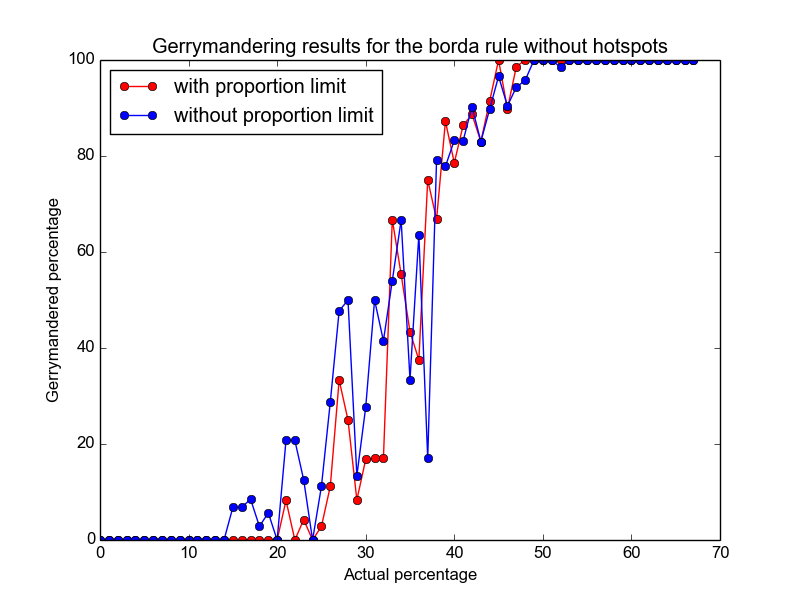 Gerrymandering results for the borda rule without hotspots
with proportion limit
without proportion limit
Gerrymandered percentage
100
80
60
40
20
0
0 10 20 30 40 50 60 70
Actual percentage